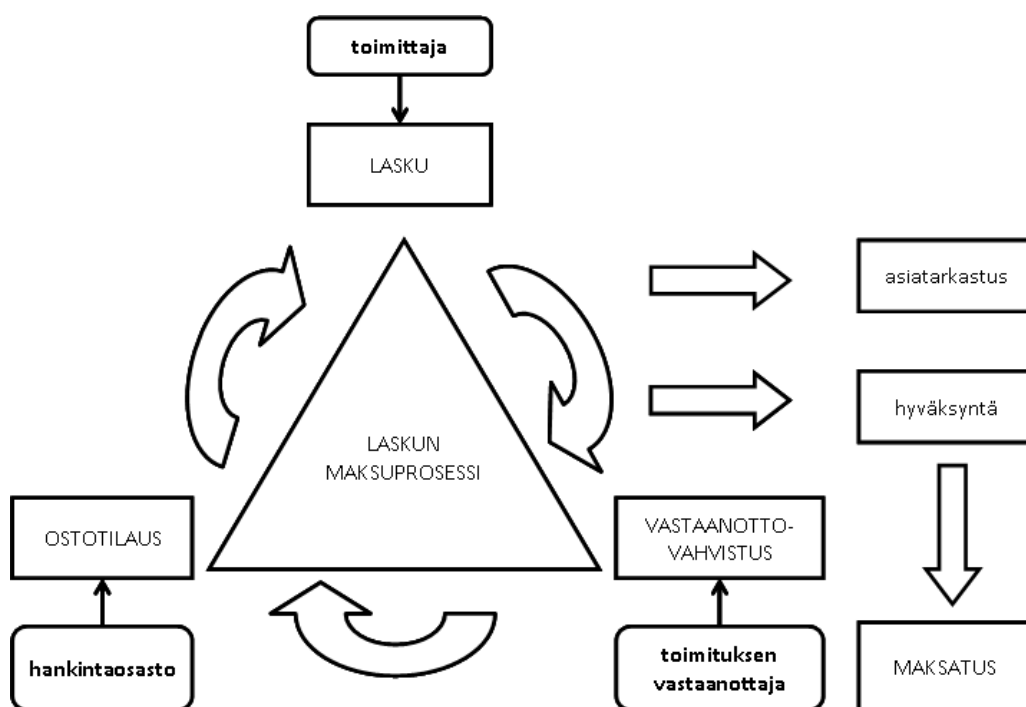 toimittaja
LASKU
asiatarkastus
hyväksyntä
LASKUN
MAKSUPROSESSI
OSTOTILAUS
VASTAANOTTO-
VAHVISTUS
hankintaosasto
toimituksen
vastaanottaja
MAKSATUS